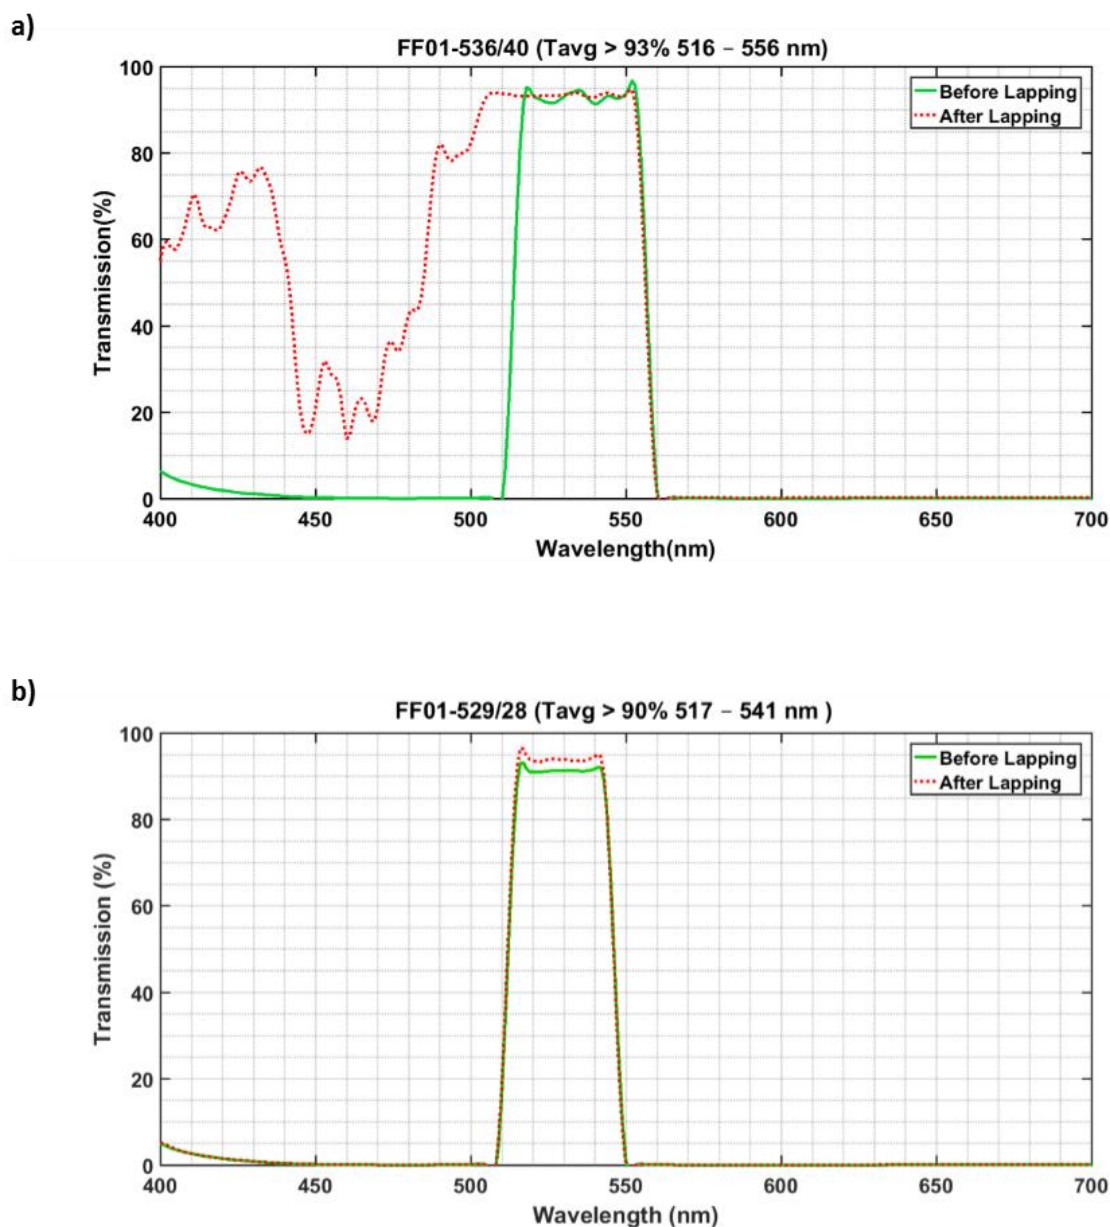 a)
FF01-536/40 (Tavg > 93% 516 – 556 nm)
100
80
60
40
20
0
Transmission(%)
Before Lapping
After Lapping
400 450 500 550 600 650 700
Wavelength(nm)
b)
FF01-529/28 (Tavg > 90% 517 – 541 nm )
100
80
60
40
20
0
Transmission (%)
Before Lapping
After Lapping
400 450 500 550 600 650 700
Wavelength (nm)